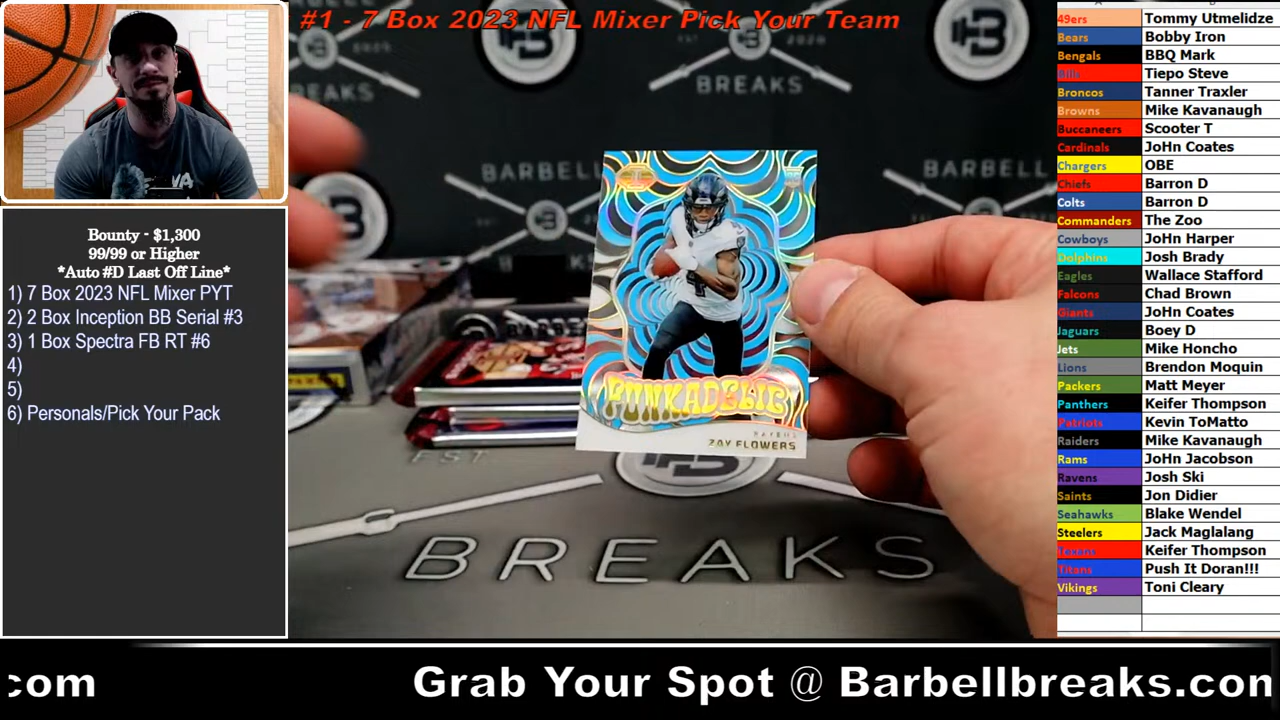 #1 - 7 Box 2023 NFL Mixer Pick Your Team
Bounty - $1,300
99/99 or Higher
*Auto #D Last Off Line*
1) 7 Box 2023 NFL Mixer PYT
2) 2 Box Inception BB Serial #3
3) 1 Box Spectra FB RT #6
4)
5)
6) Personals/Pick Your Pack
BREAKS
BREAKS
BARBELL
BARBELL
FUNKADELIC
RAVENS
ZAY FLOWERS
EST
BREAKS
49ers Tommy Utmelidze
Bears Bobby Iron
Bengals BBQ Mark
Bills Tiepo Steve
Broncos Tanner Traxler
Browns Mike Kavanaugh
Buccaneers Scooter T
Cardinals JoHn Coates
Chargers OBE
Chiefs Barron D
Colts Barron D
Commanders The Zoo
Cowboys JoHn Harper
Dolphins Josh Brady
Eagles Wallace Stafford
Falcons Chad Brown
Giants JoHn Coates
Jaguars Boey D
Jets Mike Honcho
Lions Brendon Moquin
Packers Matt Meyer
Panthers Keifer Thompson
Patriots Kevin ToMatto
Raiders Mike Kavanaugh
Rams JoHn Jacobson
Ravens Josh Ski
Saints Jon Didier
Seahawks Blake Wendel
Steelers Jack Maglalang
Texans Keifer Thompson
Titans Push It Doran!!!
Vikings Toni Cleary
com Grab Your Spot @ Barbellbreaks.com